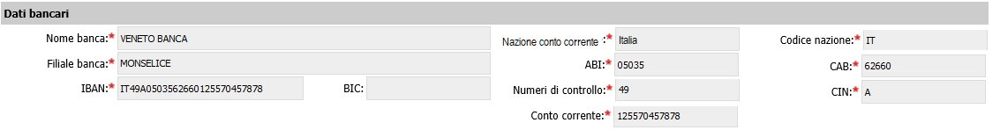 Dati bancari
Nome banca:* VENETO BANCA Nazione conto corrente :* Italia Codice nazione:* IT
Filiale banca:* MONSELICE ABI:* 05035 CAB:* 62660
IBAN:* IT49A0503562660125570457878 BIC: Numeri di controllo:* 49 CIN:* A
Conto corrente:* 125570457878